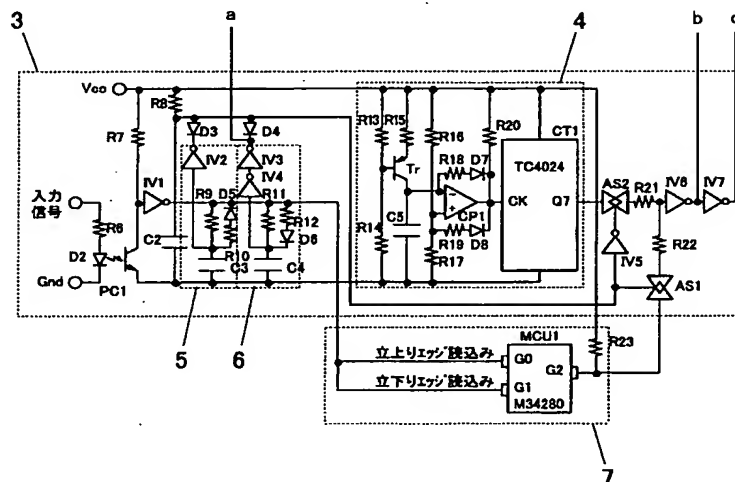 3
a
4
b
c
Vcc
R8
D3
D4
R13
R15
R16
R20
CT1
R7
IV2
IV3
IV4
Tr
R18
D7
TC4024
AS2
R21
IV6
IV7
IV1
R9
D5
R11
入力
信号
R6
R12
CK
Q7
R14
C5
CP1
R19
D8
R22
C2
R10
D6
IV5
D2
R17
Gnd
PC1
C3
C4
AS1
5
6
MCU1
R23
立上りエッジ読込み
G0
G2
立下りエッジ読込み
G1
M34280
7